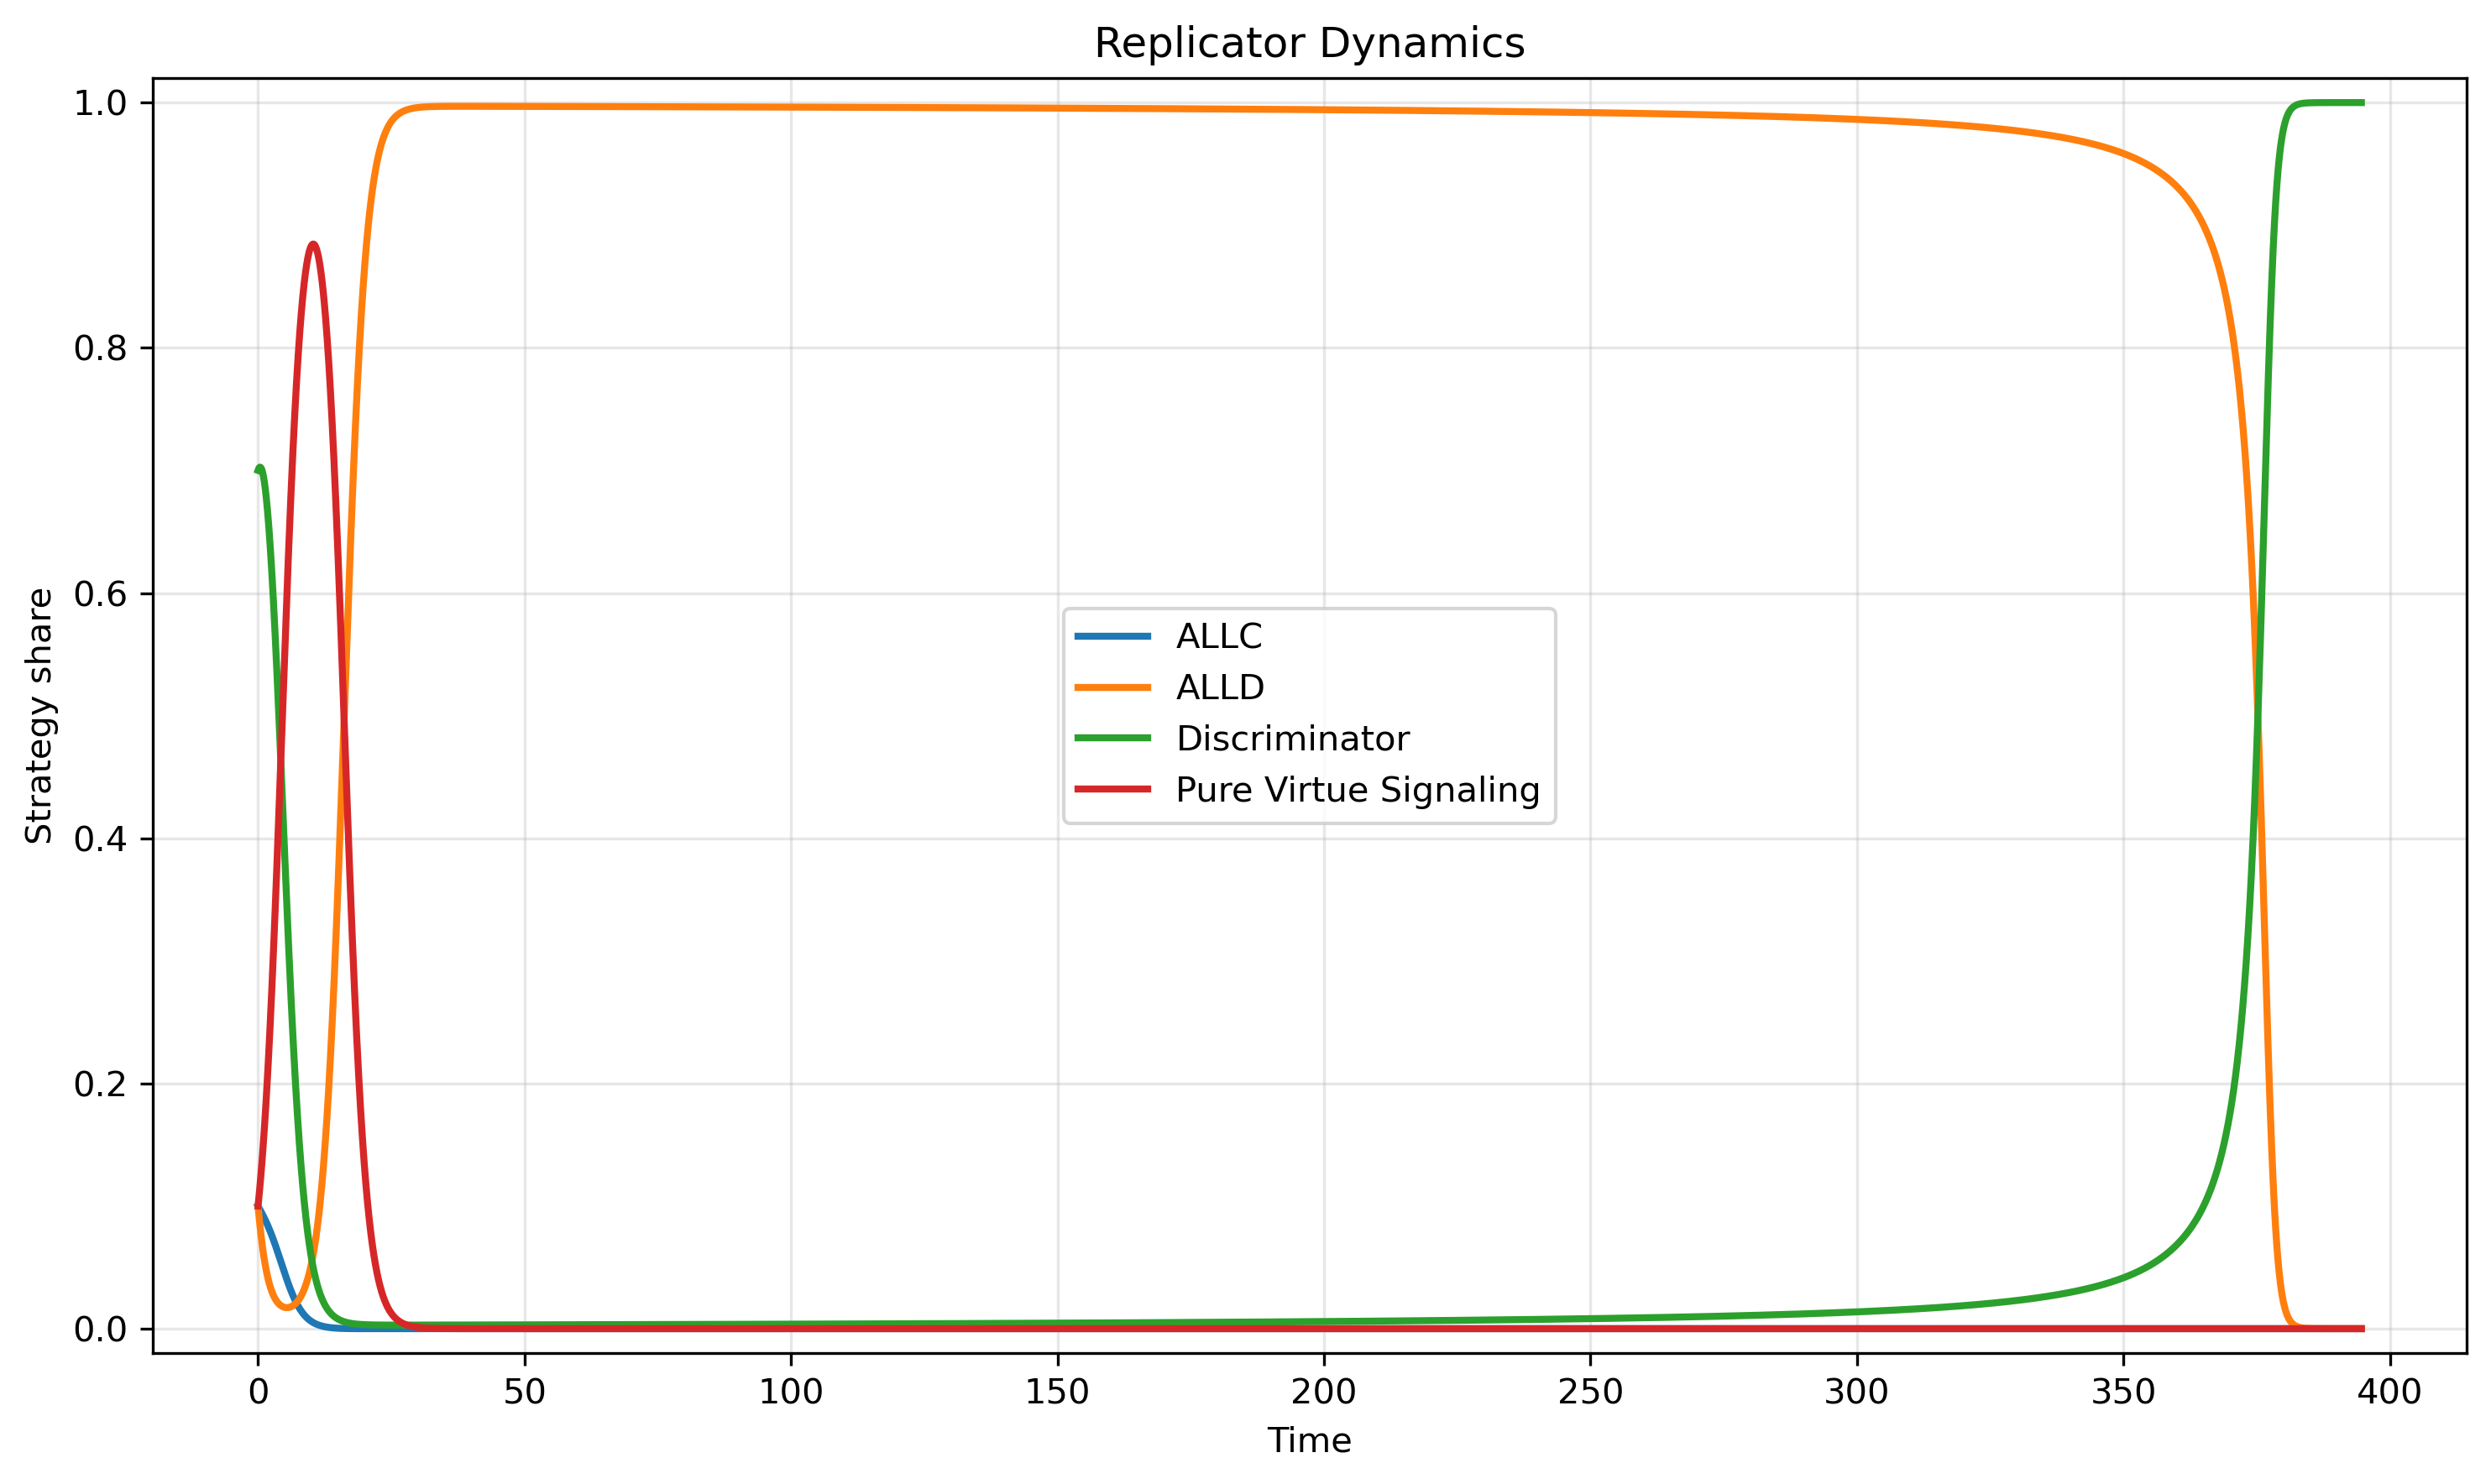 Replicator Dynamics
Strategy share
1.0
0.8
0.6
0.4
0.2
0.0
ALLC
ALLD
Discriminator
Pure Virtue Signaling
0 50 100 150 200 250 300 350 400
Time